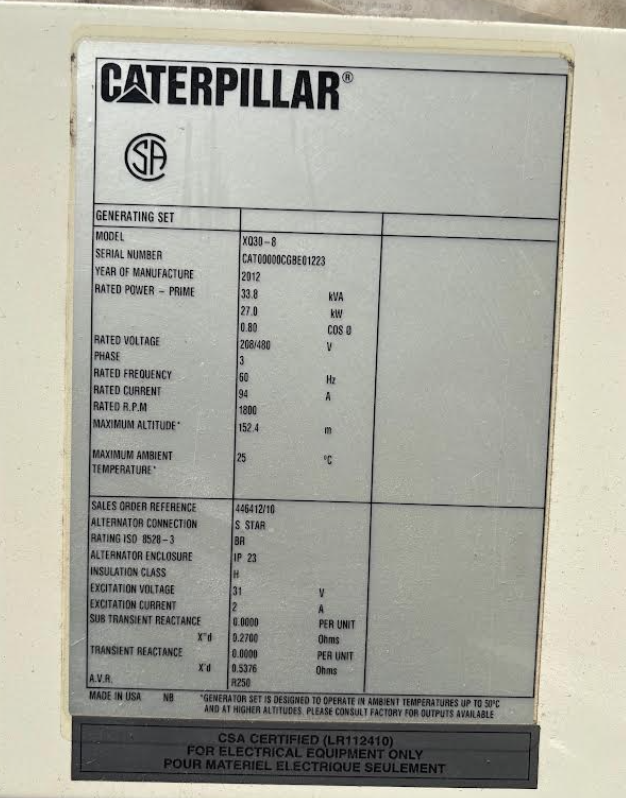 CATERPILLAR®
SA
GENERATING SET
MODEL XQ30-8
SERIAL NUMBER CAT00000CGBE01223
YEAR OF MANUFACTURE 2012
RATED POWER - PRIME 33.8 kVA
27.0 kW
0.80 COS Ø
RATED VOLTAGE 208/480 V
PHASE 3
RATED FREQUENCY 60 Hz
RATED CURRENT 94 A
RATED R.P.M 1800
MAXIMUM ALTITUDE* 152.4 m
MAXIMUM AMBIENT 25 °C
TEMPERATURE*
SALES ORDER REFERENCE 446412/10
ALTERNATOR CONNECTION S STAR
RATING ISO 8528-3 BR
ALTERNATOR ENCLOSURE IP 23
INSULATION CLASS H
EXCITATION VOLTAGE 31 V
EXCITATION CURRENT 2 A
SUB TRANSIENT REACTANCE 0.0000 PER UNIT
X"d 0.2700 Ohms
TRANSIENT REACTANCE 0.0000 PER UNIT
X'd 0.5376 Ohms
A.V.R. R250
MADE IN USA NB *GENERATOR SET IS DESIGNED TO OPERATE IN AMBIENT TEMPERATURES UP TO 50°C
AND AT HIGHER ALTITUDES. PLEASE CONSULT FACTORY FOR OUTPUTS AVAILABLE
CSA CERTIFIED (LR112410)
FOR ELECTRICAL EQUIPMENT ONLY
POUR MATERIEL ELECTRIQUE SEULEMENT